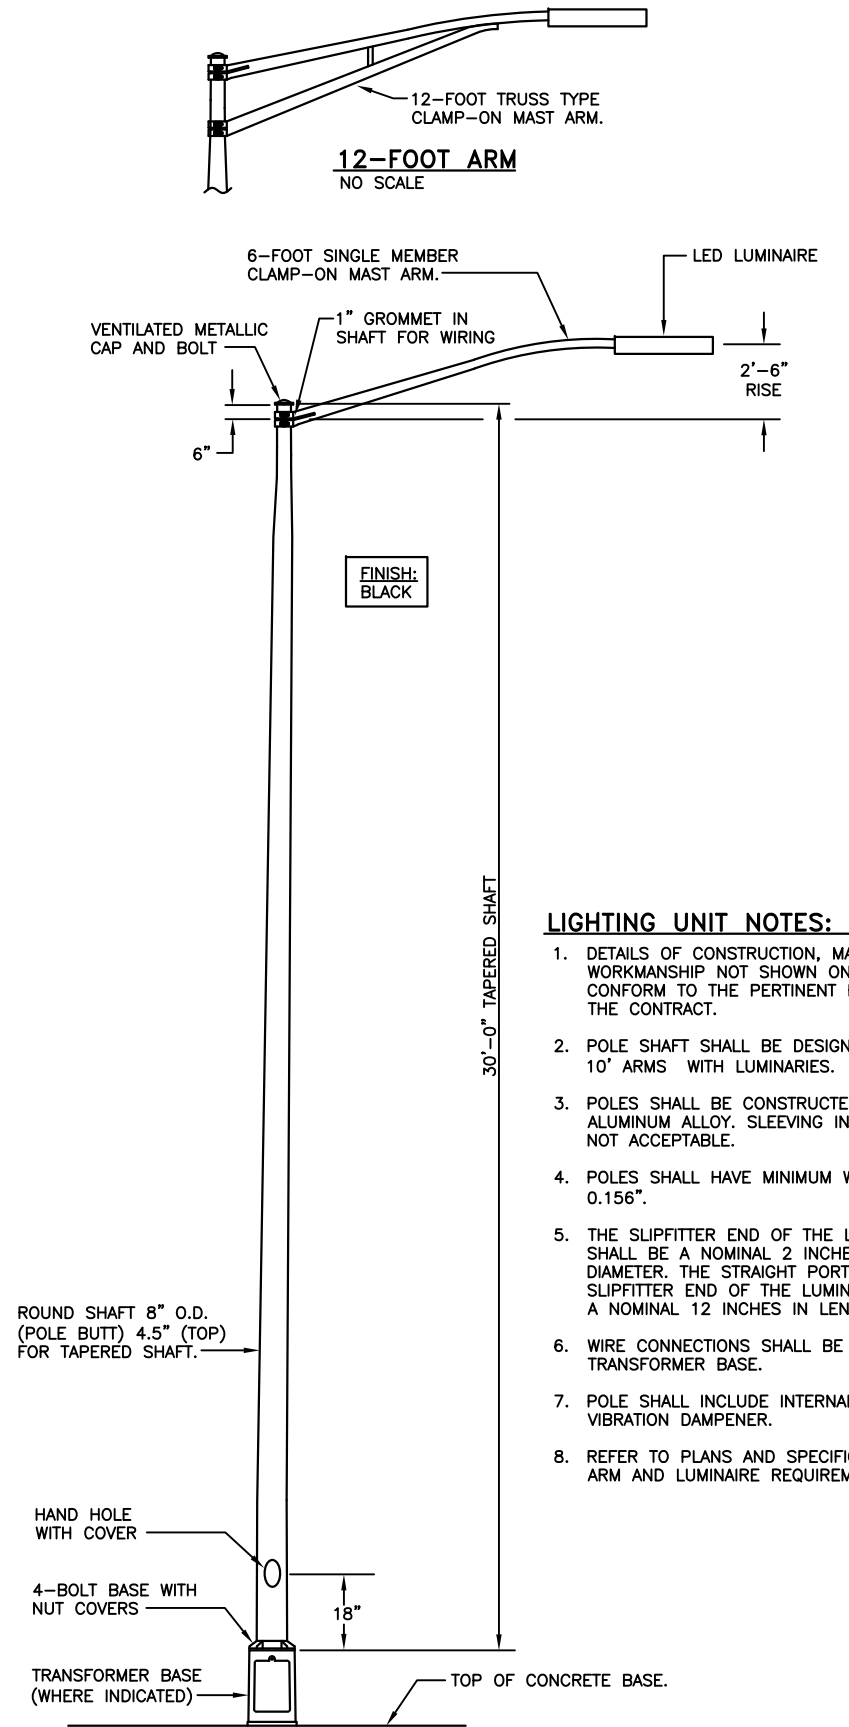 12-FOOT TRUSS TYPE
CLAMP-ON MAST ARM.
12-FOOT ARM
NO SCALE
6-FOOT SINGLE MEMBER
CLAMP-ON MAST ARM.
LED LUMINAIRE
1" GROMMET IN
SHAFT FOR WIRING
VENTILATED METALLIC
CAP AND BOLT
2'-6"
RISE
6"
FINISH:
BLACK
30'-0" TAPERED SHAFT
LIGHTING UNIT NOTES:
1. DETAILS OF CONSTRUCTION,
WORKMANSHIP NOT SHOWN ON
CONFORM TO THE PERTINENT
THE CONTRACT.
2. POLE SHAFT SHALL BE
10' ARMS WITH LUMINARIES.
3. POLES SHALL BE
ALUMINUM ALLOY. SLEEVING
NOT ACCEPTABLE.
4. POLES SHALL HAVE MINIMUM
0.156".
5. THE SLIPFITTER END OF THE
SHALL BE A NOMINAL 2
DIAMETER. THE STRAIGHT
SLIPFITTER END OF THE
A NOMINAL 12 INCHES IN
6. WIRE CONNECTIONS SHALL BE
TRANSFORMER BASE.
7. POLE SHALL INCLUDE
VIBRATION DAMPENER.
8. REFER TO PLANS AND
ARM AND LUMINAIRE
ROUND SHAFT 8" O.D.
(POLE BUTT) 4.5" (TOP)
FOR TAPERED SHAFT.
HAND HOLE
WITH COVER
4-BOLT BASE WITH
NUT COVERS
18"
TRANSFORMER BASE
(WHERE INDICATED)
TOP OF CONCRETE BASE.